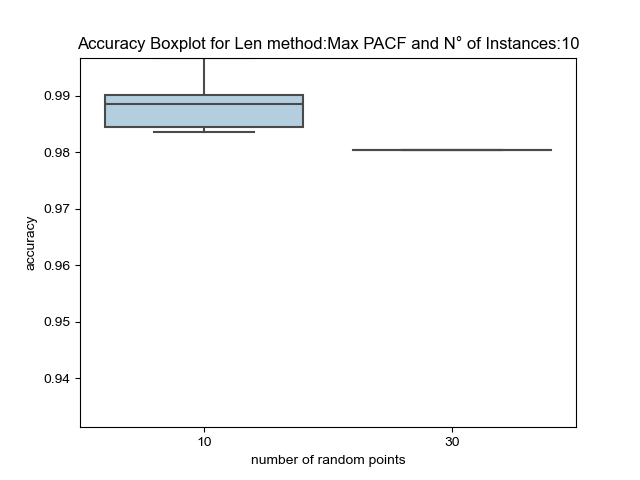 Accuracy Boxplot for Len method:Max PACF and N° of Instances:10
0.99
0.98
0.97
0.96
0.95
0.94
accuracy
10 30
number of random points